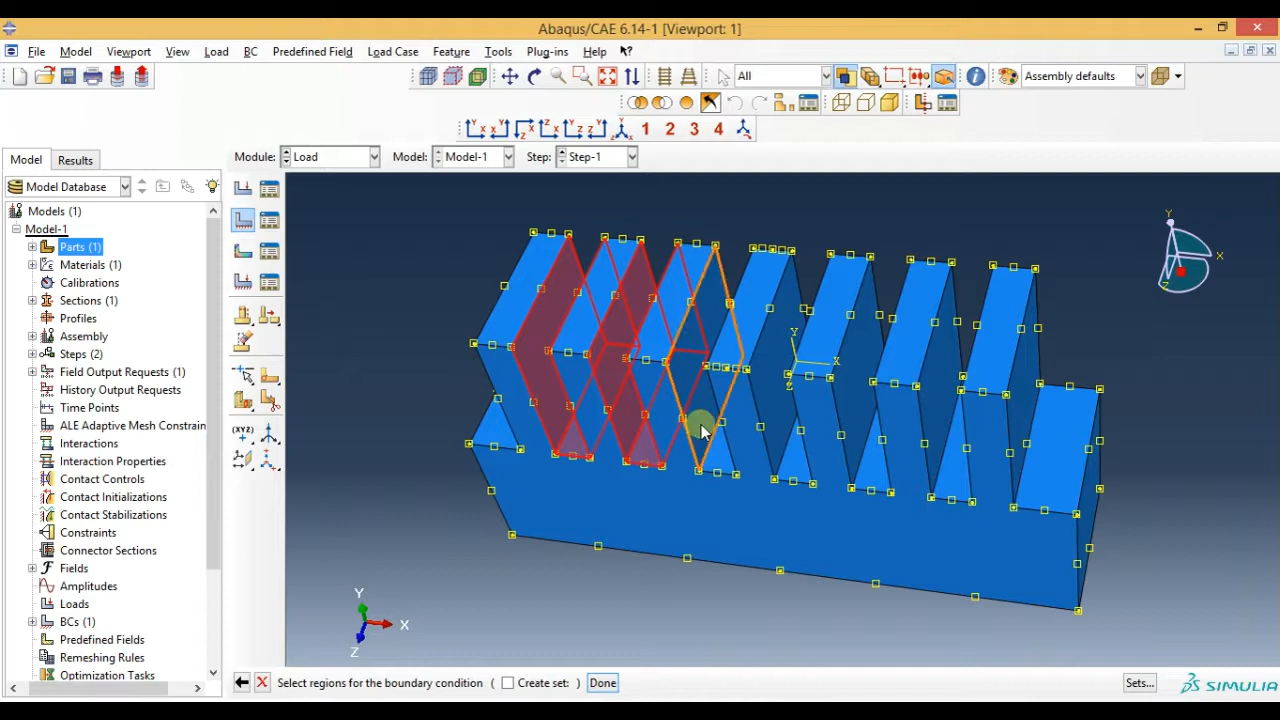 Abaqus/CAE 6.14-1 [Viewport: 1]
File Model Viewport View Load BC Predefined Field Load Case Feature Tools Plug-ins Help
All
Assembly defaults
1 2 3 4
Model Results
Module: Load Model: Model-1 Step: Step-1
Model Database
Models (1)
Model-1
Parts (1)
Materials (1)
Calibrations
Sections (1)
Profiles
Assembly
Steps (2)
Field Output Requests (1)
History Output Requests
Time Points
ALE Adaptive Mesh Constrain
Interactions
Interaction Properties
Contact Controls
Contact Initializations
Contact Stabilizations
Constraints
Connector Sections
Fields
Amplitudes
Loads
BCs (1)
Predefined Fields
Remeshing Rules
Optimization Tasks
Y
X
Z
Y
X
Z
Y
X
Z
Select regions for the boundary condition ( Create set: ) Done
Sets...
SIMULIA